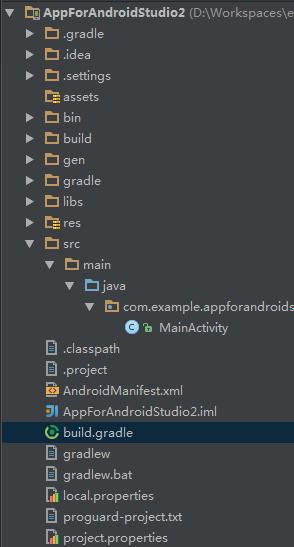 AppForAndroidStudio2 (D:\Workspaces\e
.gradle
.idea
.settings
assets
bin
build
gen
gradle
libs
res
src
main
java
com.example.appforandroids
MainActivity
.classpath
.project
AndroidManifest.xml
AppForAndroidStudio2.iml
build.gradle
gradlew
gradlew.bat
local.properties
proguard-project.txt
project.properties